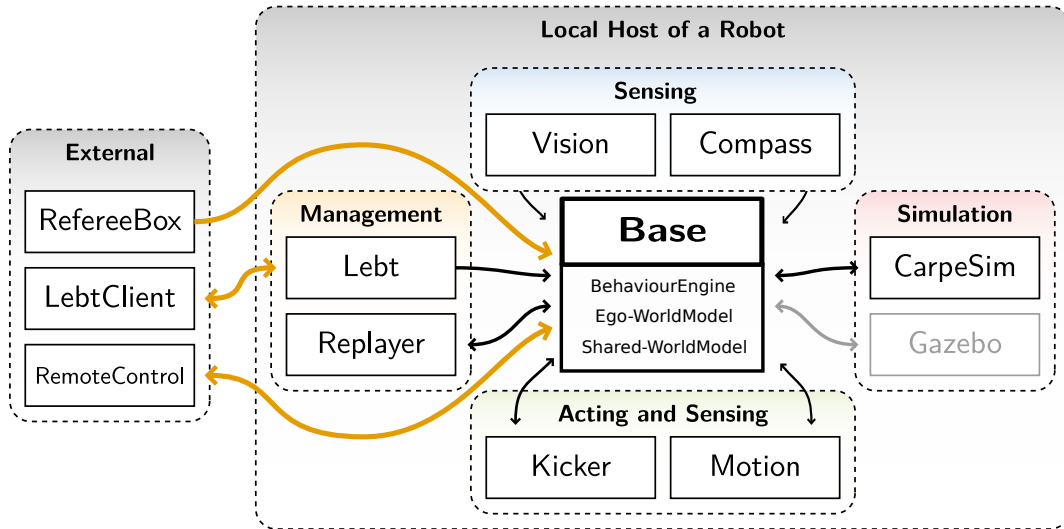 Local Host of a Robot
Sensing
Vision
Compass
External
RefereeBox
LebtClient
RemoteControl
Management
Lebt
Replayer
Base
BehaviourEngine
Ego-WorldModel
Shared-WorldModel
Simulation
CarpeSim
Gazebo
Acting and Sensing
Kicker
Motion